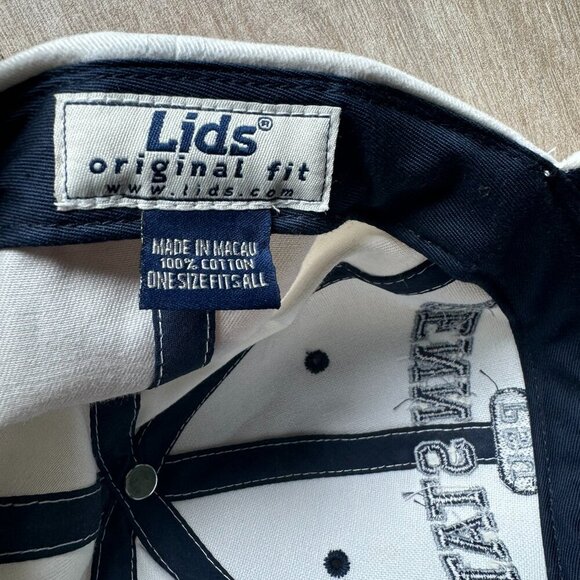 Lids®
original fit
www.lids.com
MADE IN MACAU
100% COTTON
ONE SIZE FITS ALL